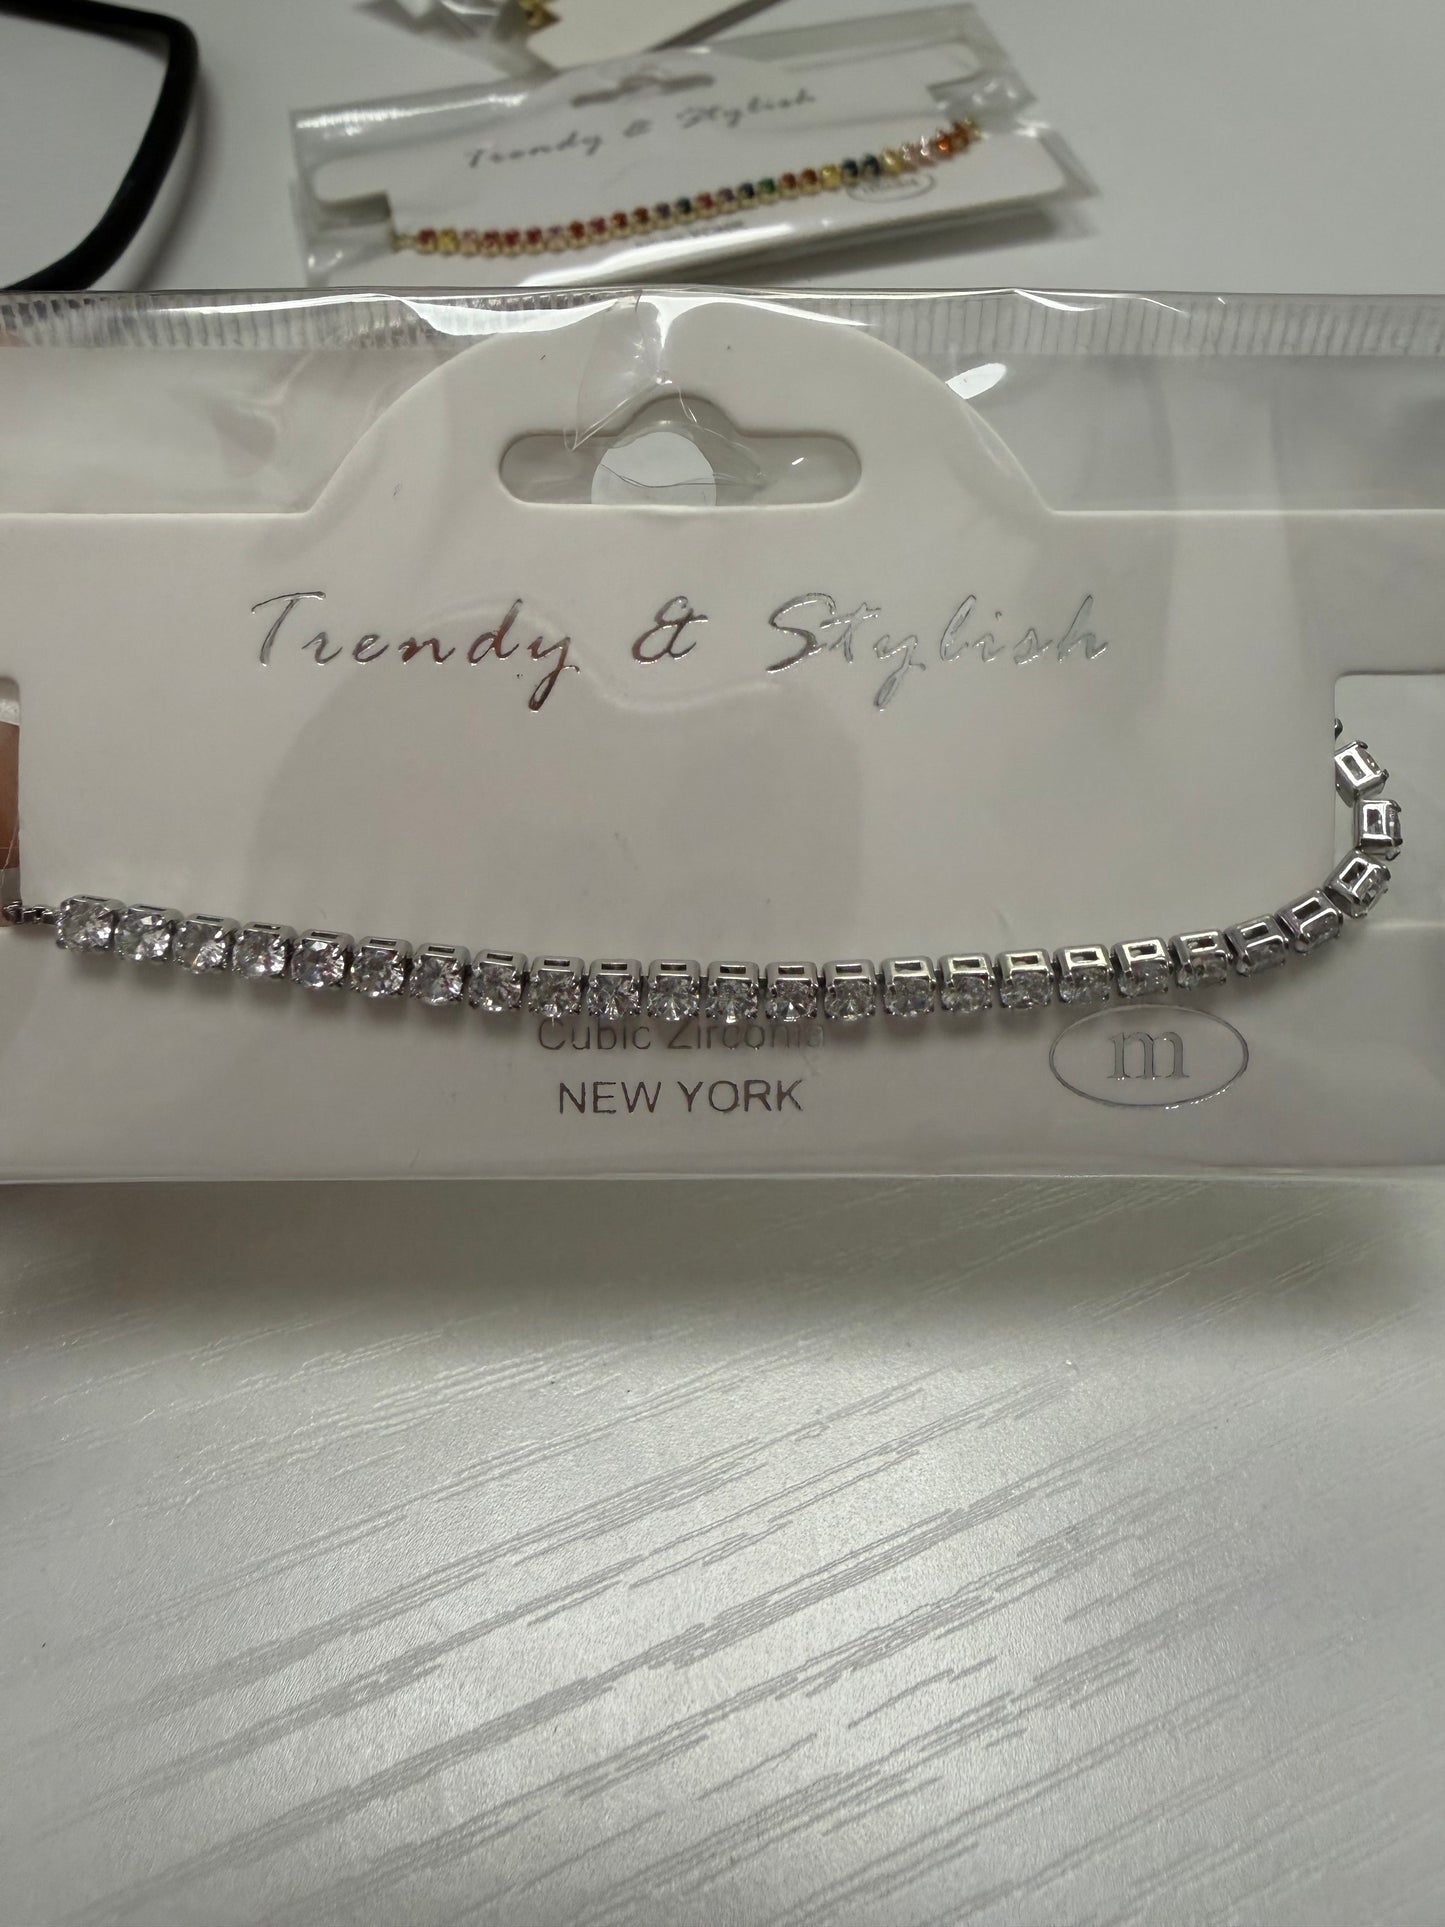 Trendy & Stylish
Trendy & Stylish
Cubic Zirconia
NEW YORK
m